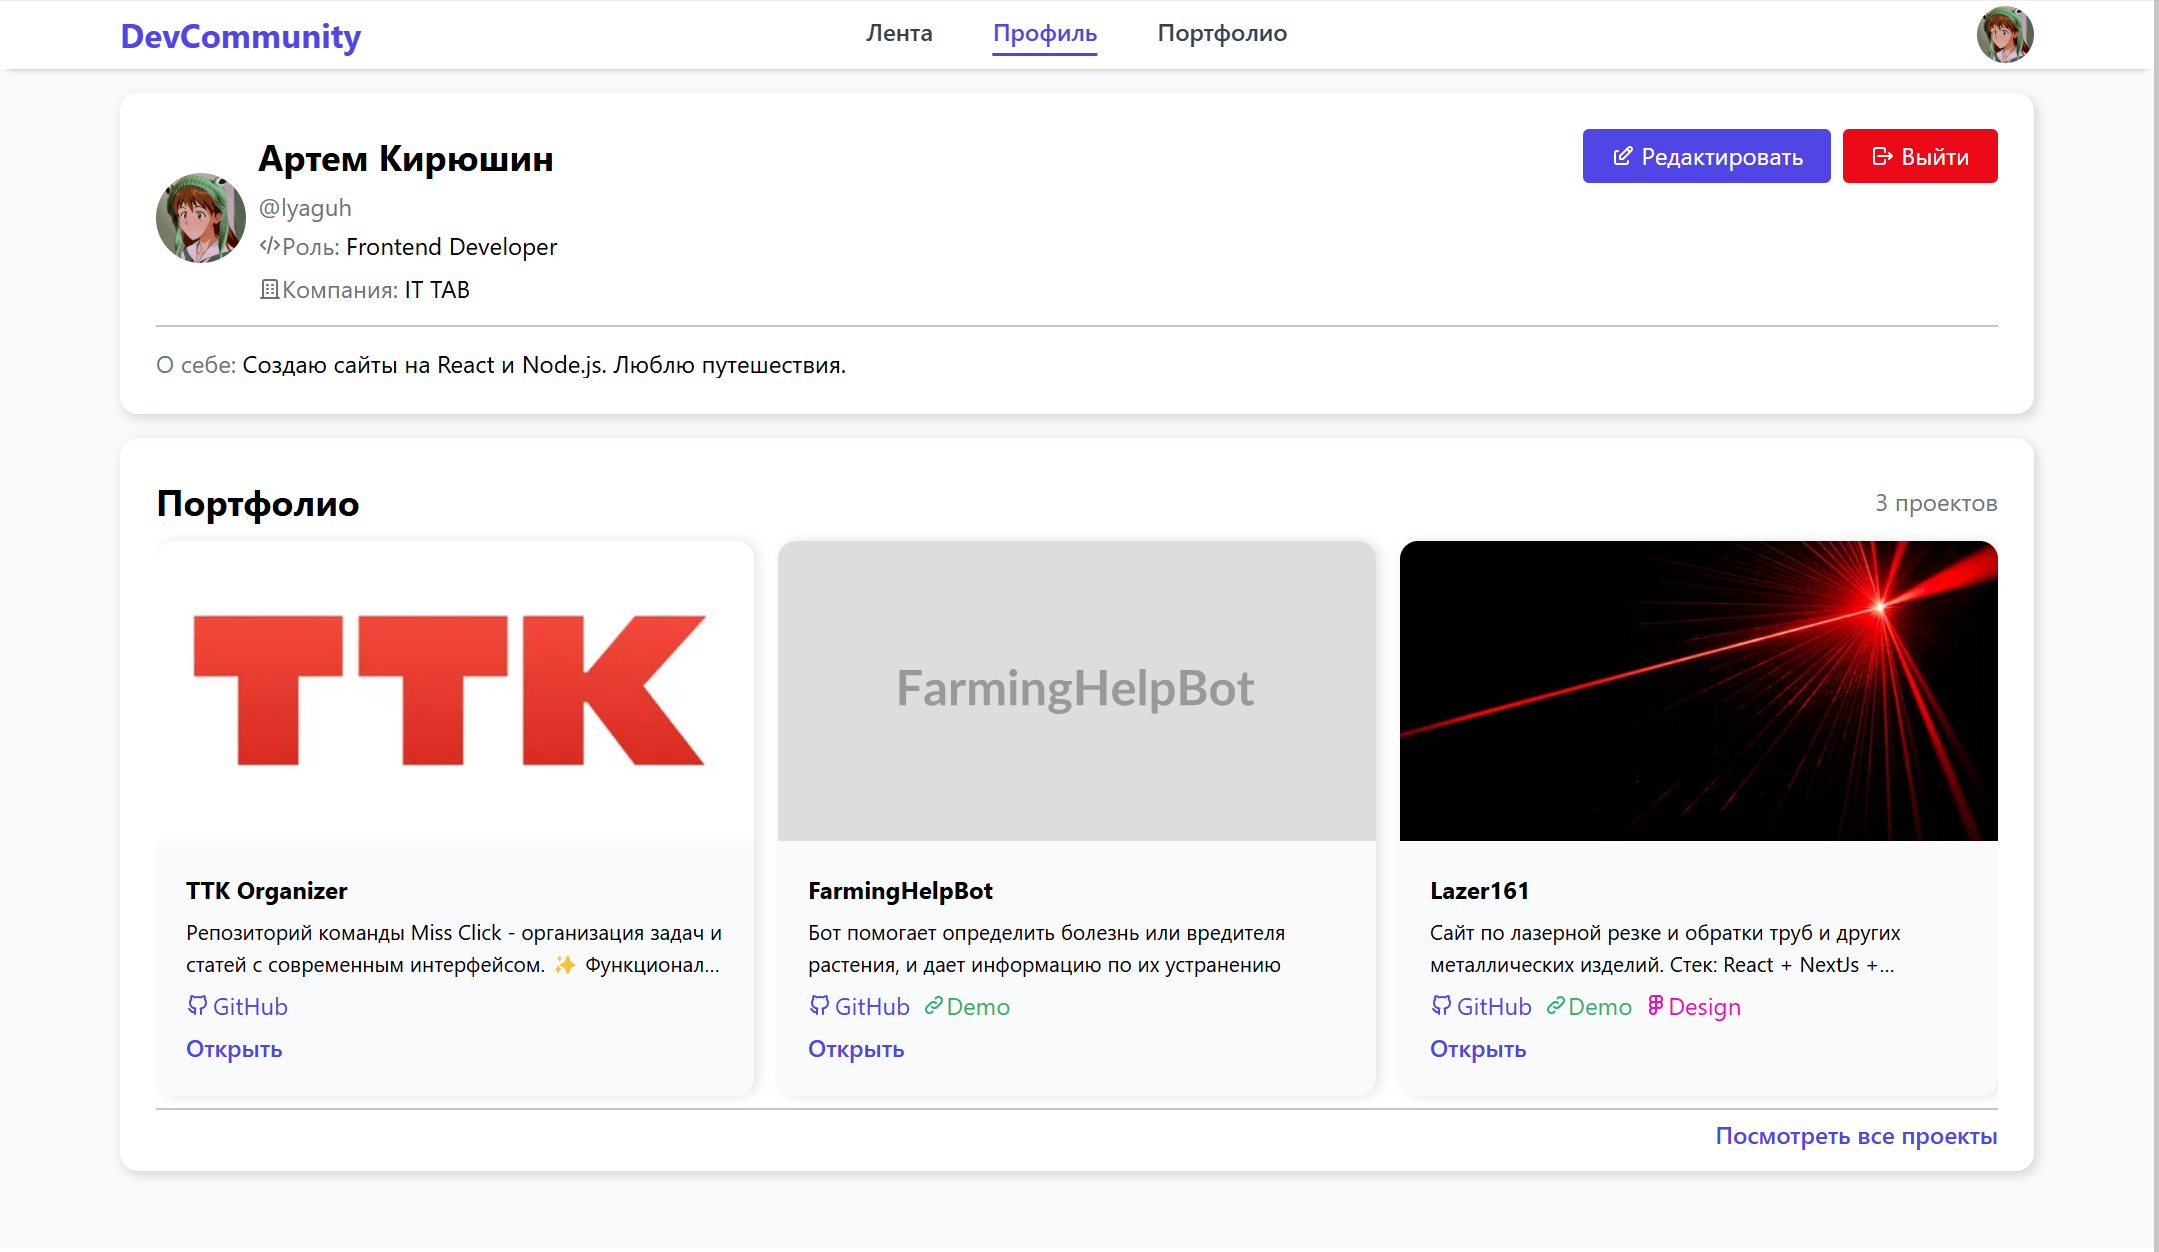 DevCommunity
Лента
Профиль
Портфолио
Артем Кирюшин
@lyaguh
Роль: Frontend Developer
Компания: IT TAB
Редактировать
Выйти
О себе: Создаю сайты на React и Node.js. Люблю путешествия.
Портфолио
3 проектов
TTK
TTK Organizer
Репозиторий команды Miss Click - организация задач и
статей с современным интерфейсом. ✨ Функционал...
GitHub
Открыть
FarmingHelpBot
FarmingHelpBot
Бот помогает определить болезнь или вредителя
растения, и дает информацию по их устранению
GitHub Demo
Открыть
Lazer161
Сайт по лазерной резке и обратки труб и других
металлических изделий. Стек: React + NextJs +...
GitHub Demo Design
Открыть
Посмотреть все проекты